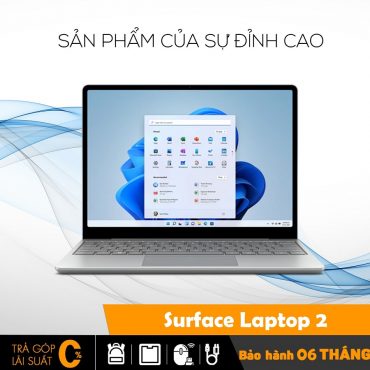 SẢN PHẨM CỦA SỰ ĐỈNH CAO
Surface Laptop 2
TRẢ GÓP
LÃI SUẤT
0%
Bảo hành 06 THÁNG